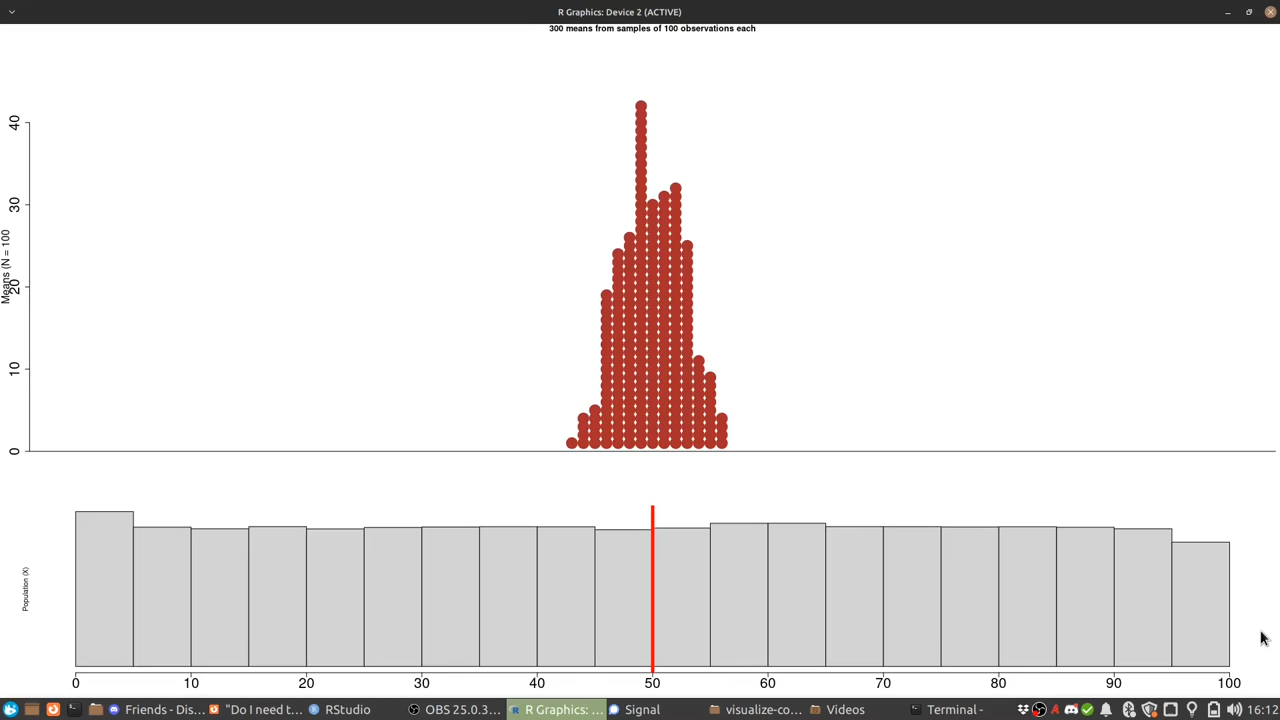 R Graphics: Device 2 (ACTIVE)
300 means from samples of 100 observations each
40
30
20
10
0
Means (N = 100
Population (X)
0 10 20 30 40 50 60 70 80 90 100
Friends - Dis... "Do I need t... RStudio OBS 25.0.3... R Graphics: ... Signal visualize-co... Videos Terminal - 16:12